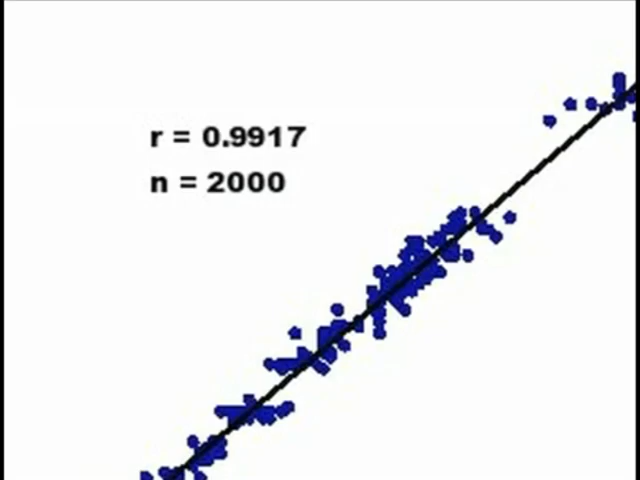 r = 0.9917
n = 2000